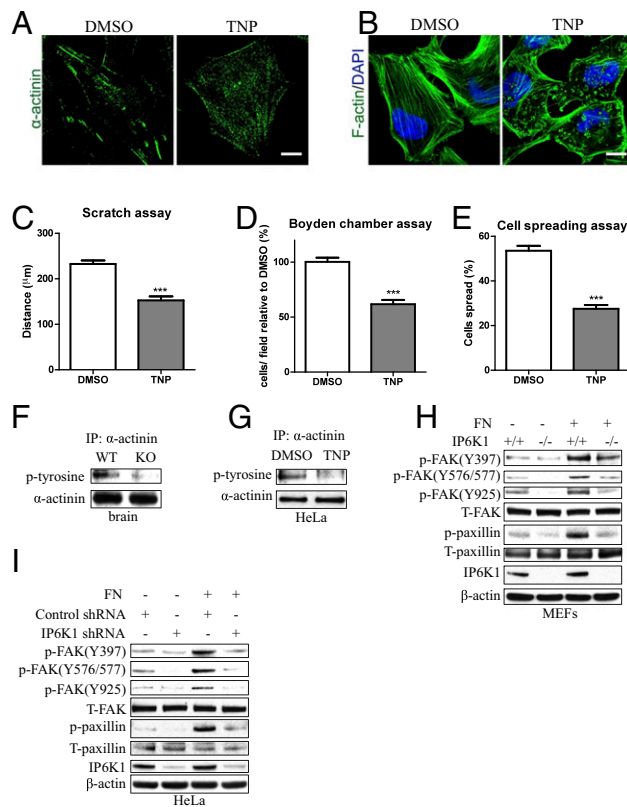 A
DMSO TNP
α-actinin
B
DMSO TNP
F-actin/DAPI
C
Scratch assay
Distance (µm)
300
200
100
0
DMSO TNP
***
D
Boyden chamber assay
cells/ field relative to DMSO (%)
100
50
0
DMSO TNP
***
E
Cell spreading assay
Cells spread (%)
60
40
20
0
DMSO TNP
***
F
IP: α-actinin
WT KO
p-tyrosine
α-actinin
brain
G
IP: α-actinin
DMSO TNP
p-tyrosine
α-actinin
HeLa
H
FN - - + +
IP6K1 +/+ -/- +/+ -/-
p-FAK(Y397)
p-FAK(Y576/577)
p-FAK(Y925)
T-FAK
p-paxillin
T-paxillin
IP6K1
β-actin
MEFs
I
FN - - + +
Control shRNA + - + -
IP6K1 shRNA - + - +
p-FAK(Y397)
p-FAK(Y576/577)
p-FAK(Y925)
T-FAK
p-paxillin
T-paxillin
IP6K1
β-actin
HeLa